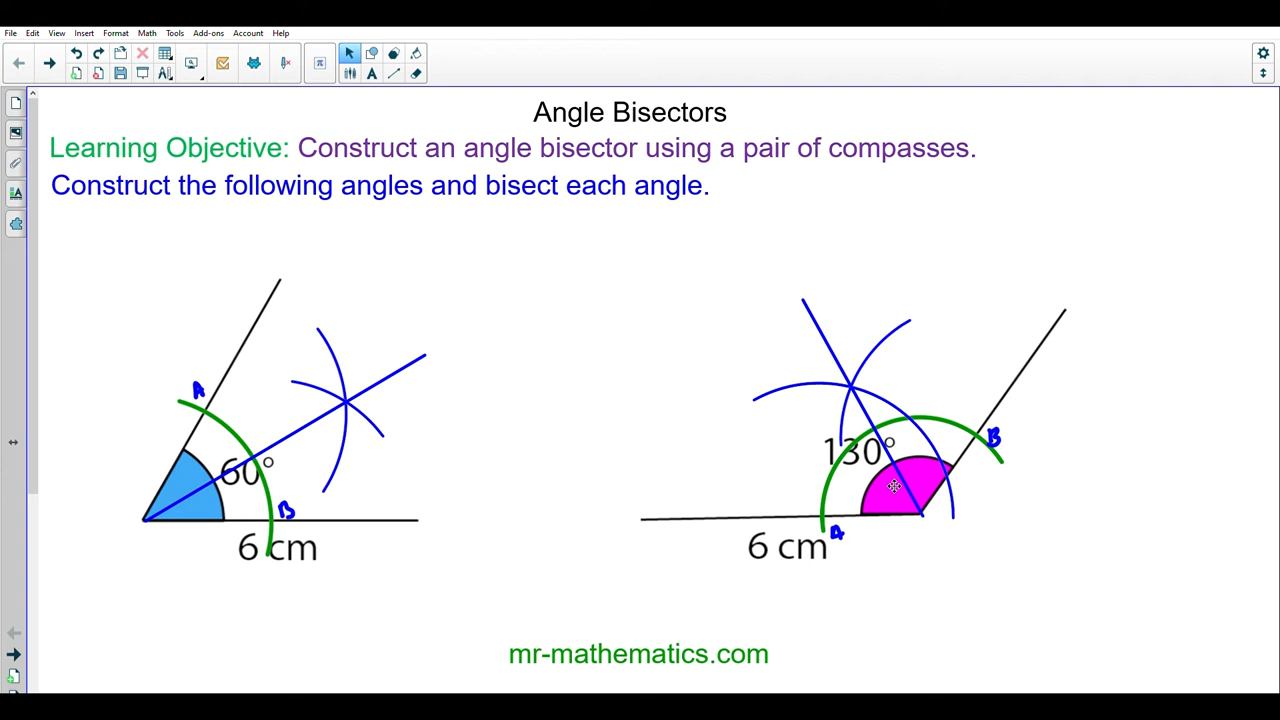 File Edit View Insert Format Math Tools Add-ons Account Help
Angle Bisectors
Learning Objective: Construct an angle bisector using a pair of compasses.
Construct the following angles and bisect each angle.
A
60°
B
6 cm
130°
B
A
6 cm
mr-mathematics.com